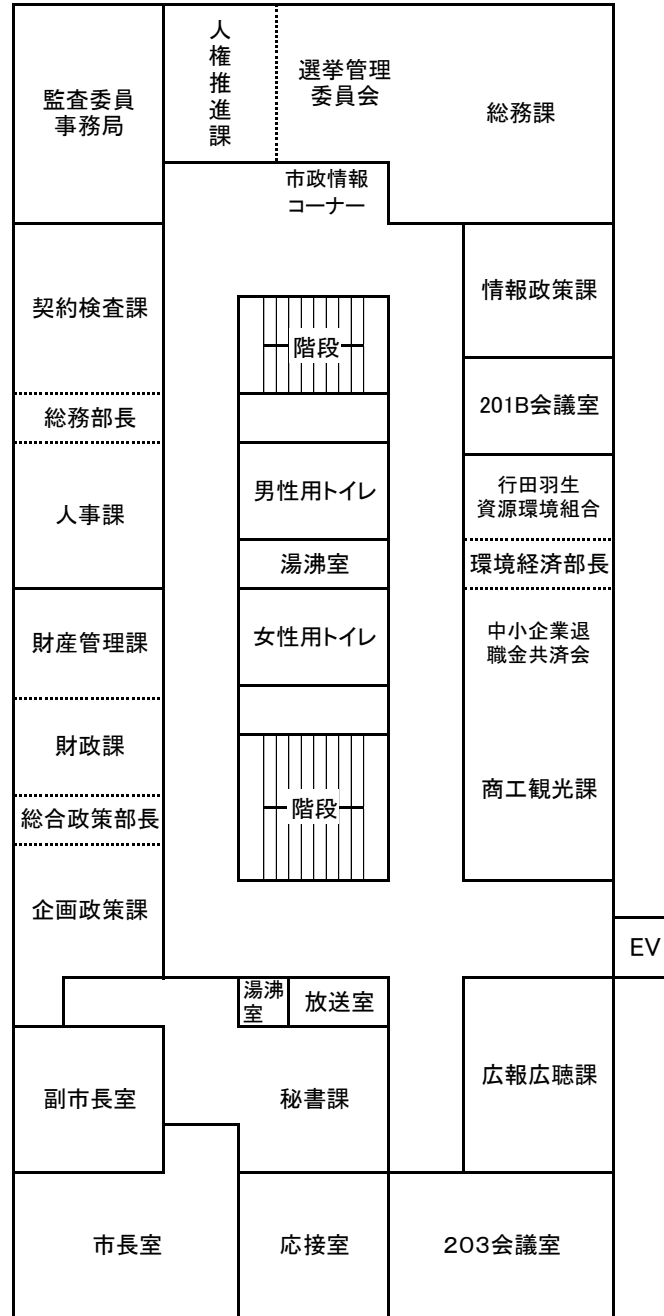 人権推進課
選挙管理
委員会
監査委員
事務局
総務課
市政情報
コーナー
契約検査課
情報政策課
階段
総務部長
201B会議室
男性用トイレ
人事課
行田羽生
資源環境組合
湯沸室
環境経済部長
財産管理課
女性用トイレ
中小企業退
職金共済会
財政課
商工観光課
階段
総合政策部長
企画政策課
EV
湯沸
室
放送室
副市長室
秘書課
広報広聴課
市長室
応接室
203会議室